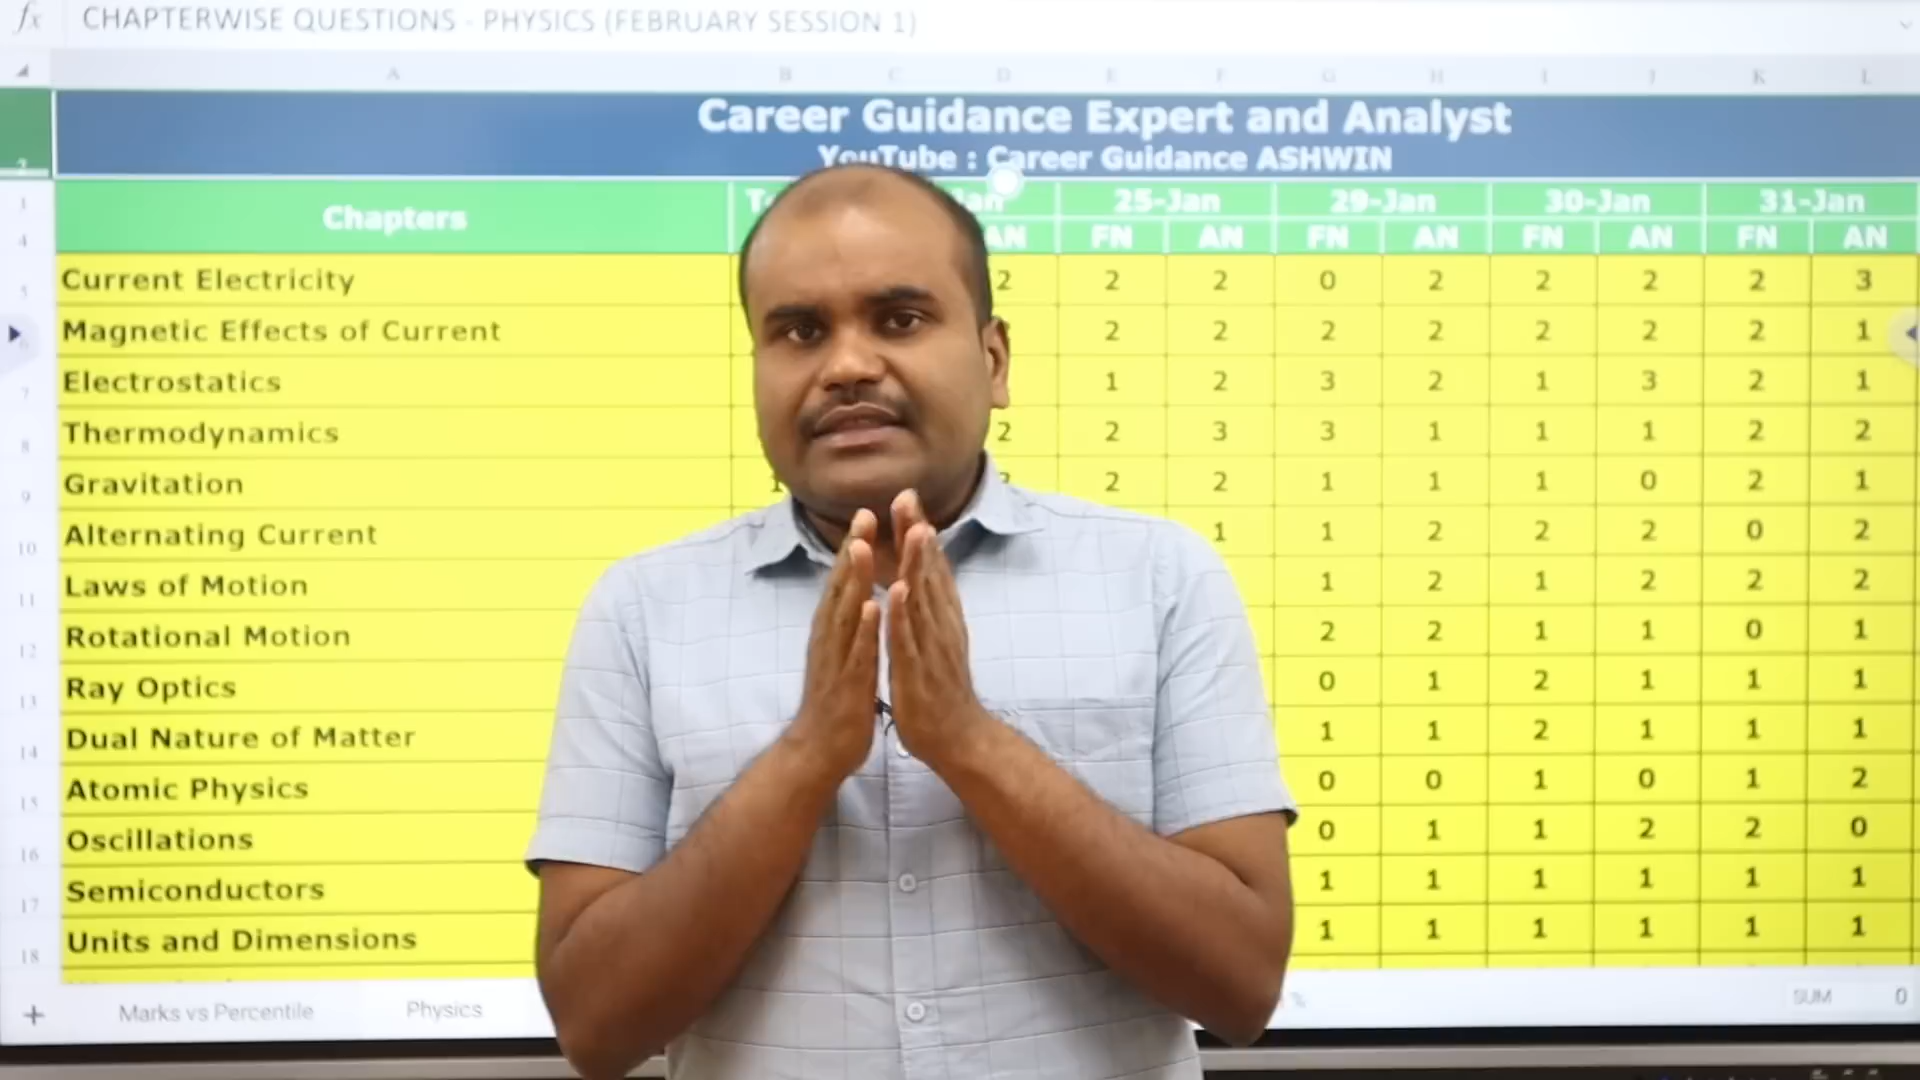 fx CHAPTERWISE QUESTIONS - PHYSICS (FEBRUARY SESSION 1)
A B C D E F G H I J K L
Career Guidance Expert and Analyst
YouTube : Career Guidance ASHWIN
Chapters 25-Jan 29-Jan 30-Jan 31-Jan
AN FN AN FN AN FN AN FN AN
Current Electricity 2 2 2 0 2 2 2 2 3
Magnetic Effects of Current 2 2 2 2 2 2 2 1
Electrostatics 1 2 3 2 1 3 2 1
Thermodynamics 2 2 3 3 1 1 1 2 2
Gravitation 2 2 1 1 1 0 2 1
Alternating Current 1 1 2 2 2 0 2
Laws of Motion 1 2 1 2 2 2
Rotational Motion 2 2 1 1 0 1
Ray Optics 0 1 2 1 1 1
Dual Nature of Matter 1 1 2 1 1 1
Atomic Physics 0 0 1 0 1 2
Oscillations 0 1 1 2 2 0
Semiconductors 1 1 1 1 1 1
Units and Dimensions 1 1 1 1 1 1
+ Marks vs Percentile Physics % SUM 0